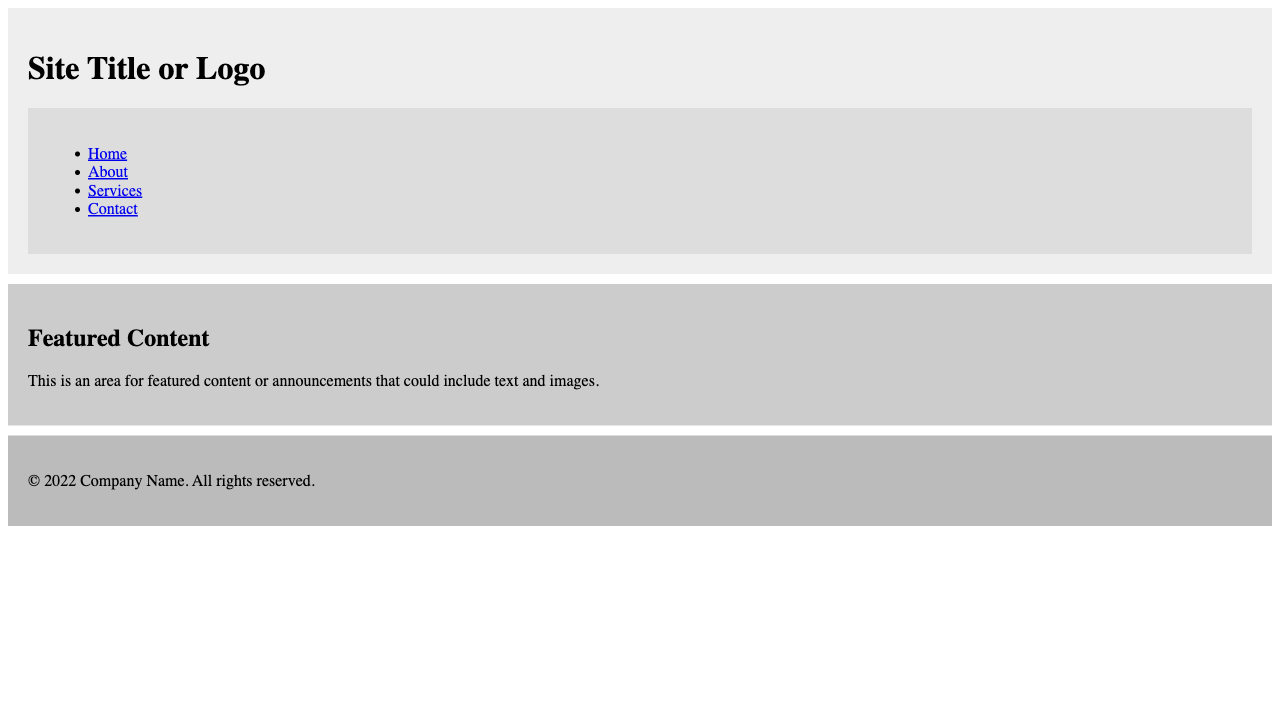 Site Title or Logo
Home
About
Services
Contact
Featured Content
This is an area for featured content or announcements that could include text and images.
© 2022 Company Name. All rights reserved.